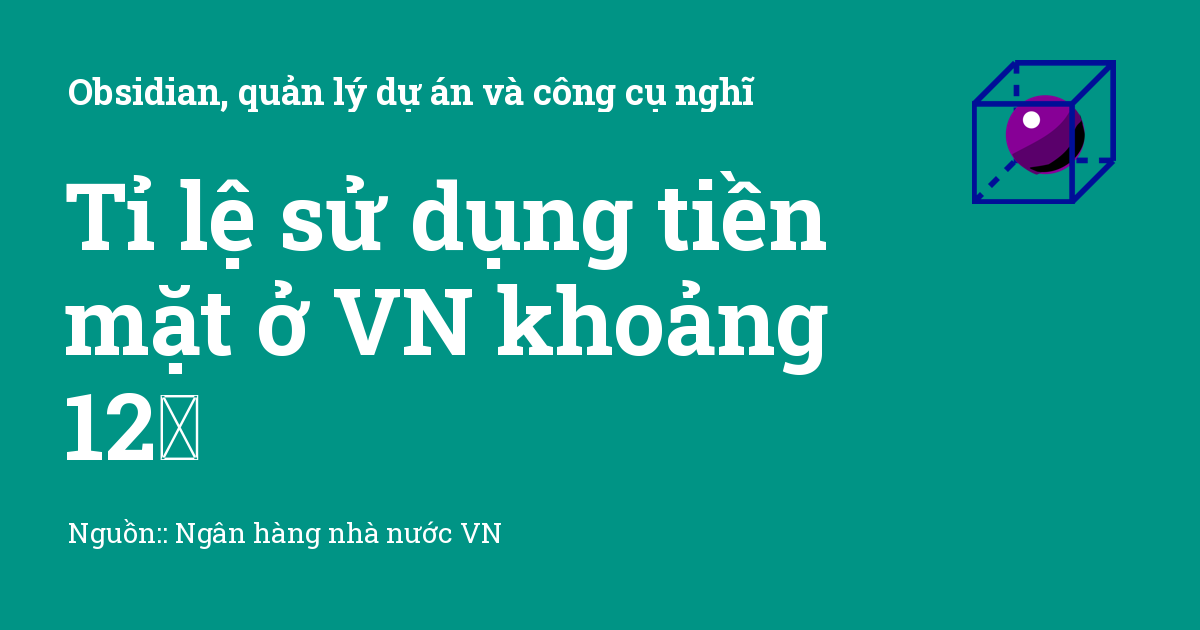 Obsidian, quản lý dự án và công cụ nghĩ
Tỉ lệ sử dụng tiền
mặt ở VN khoảng
12
Nguồn:: Ngân hàng nhà nước VN